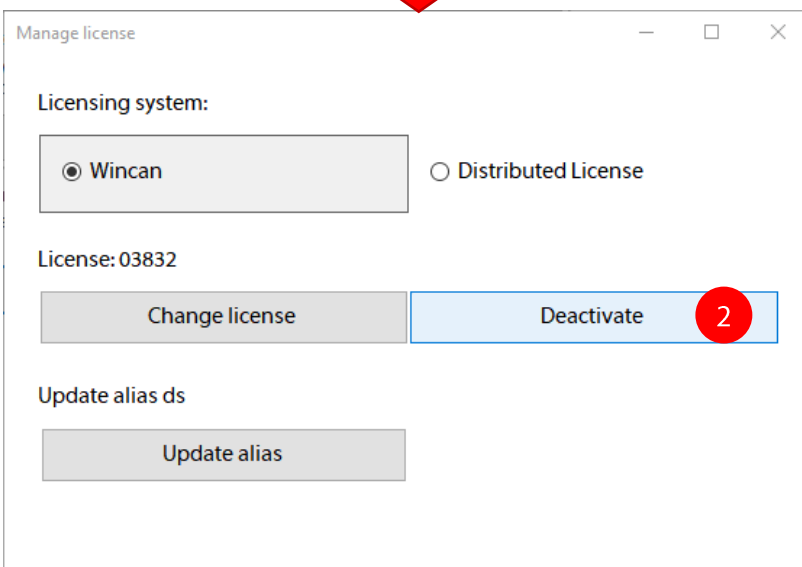 Manage license
Licensing system:
Wincan
Distributed License
License: 03832
Change license
Deactivate
2
Update alias ds
Update alias